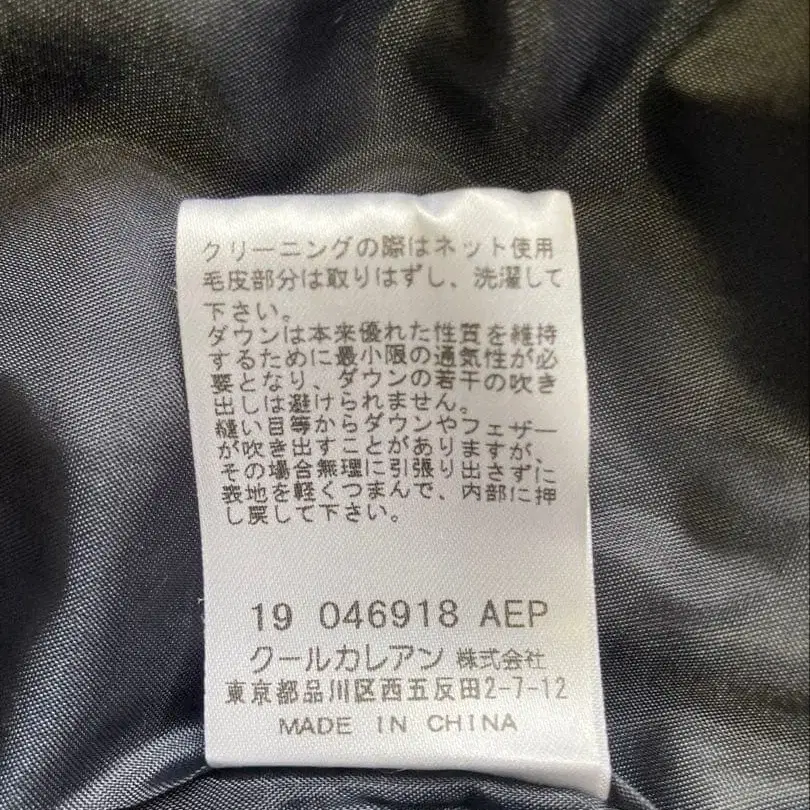 クリーニングの際はネット使用
毛皮部分は取りはずし、洗濯して
下さい。
ダウンは本来優れた性質を維持
するために最小限の通気性が必
要となり、ダウンの若干の吹き
出しは避けられません。
縫い目等からダウンやフェザー
が吹き出すことがありますが、
その場合無理に引張り出さずに
表地を軽くつまんで、内部に押
し戻して下さい。
19 046918 AEP
クールカレアン 株式会社
東京都品川区西五反田2-7-12
MADE IN CHINA